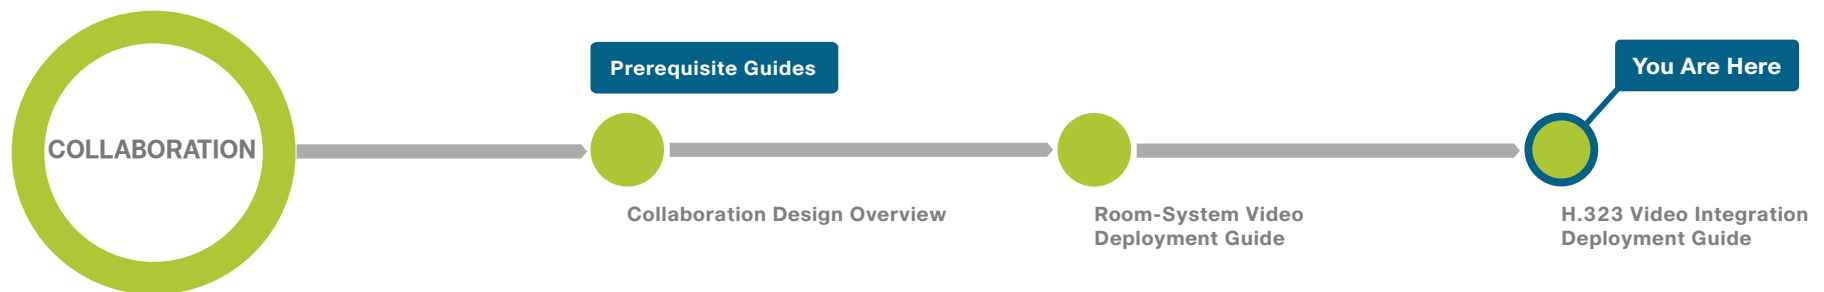 COLLABORATION
Prerequisite Guides
You Are Here
Collaboration Design Overview
Room-System Video
Deployment Guide
H.323 Video Integration
Deployment Guide